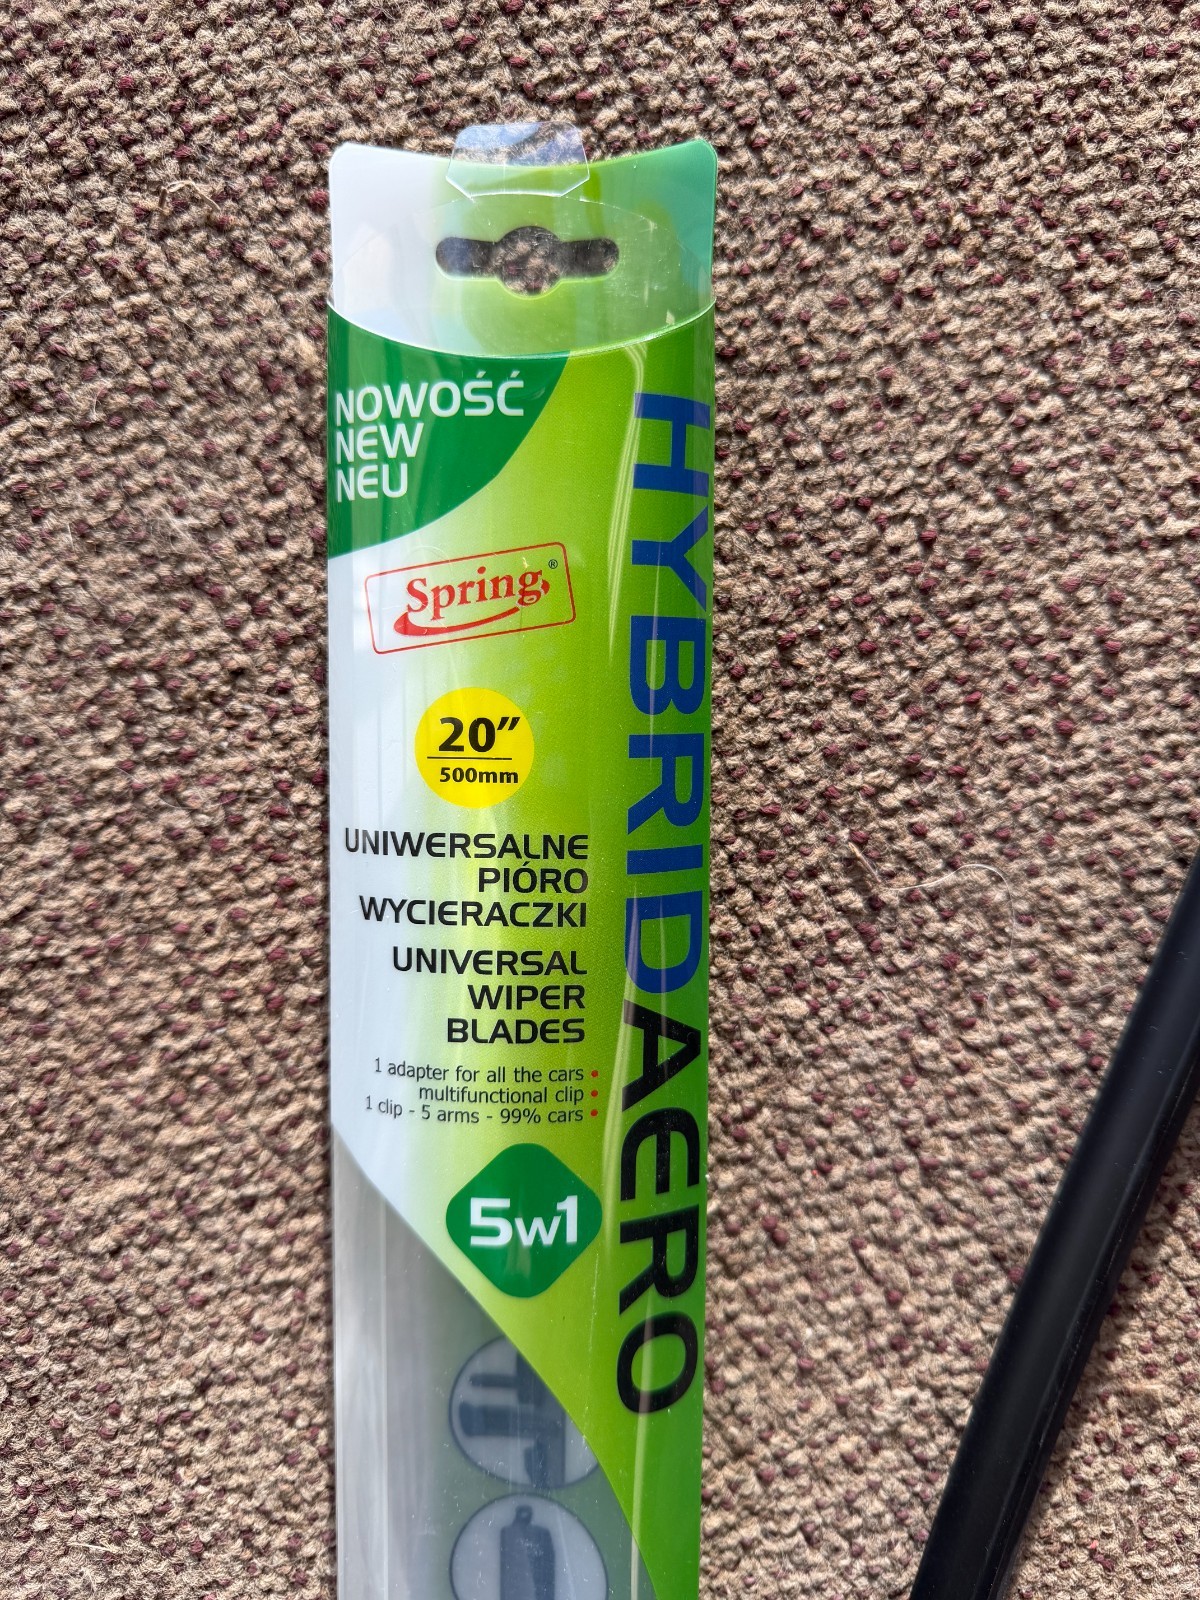 NOWOŚĆ
NEW
NEU
Spring®
20"
500mm
UNIWERSALNE
PIÓRO
WYCIERACZKI
UNIVERSAL
WIPER
BLADES
1 adapter for all the cars •
multifunctional clip •
1 clip - 5 arms - 99% cars •
5w1
HYBRIDAERO